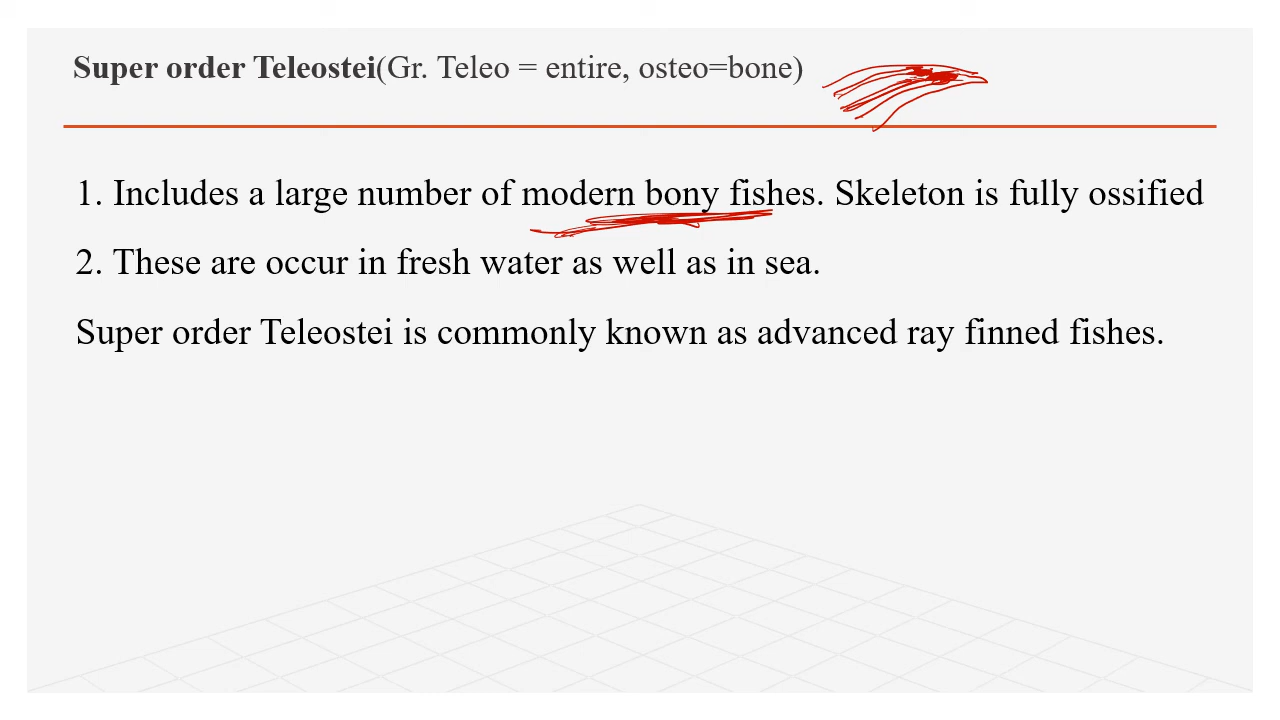 Super order Teleostei(Gr. Teleo = entire, osteo=bone)
1. Includes a large number of modern bony fishes. Skeleton is fully ossified
2. These are occur in fresh water as well as in sea.
Super order Teleostei is commonly known as advanced ray finned fishes.